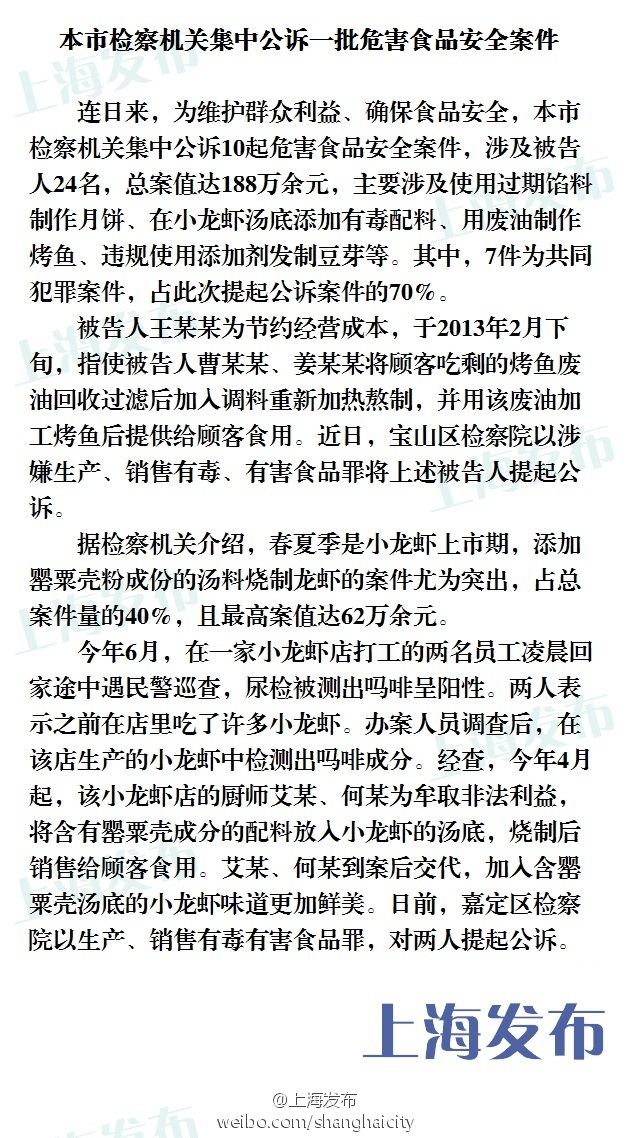 本市检察机关集中公诉一批危害食品安全案件
连日来，为维护群众利益、确保食品安全，本市
检察机关集中公诉10起危害食品安全案件，涉及被告
人24名，总案值达188万余元，主要涉及使用过期馅料
制作月饼、在小龙虾汤底添加有毒配料、用废油制作
烤鱼、违规使用添加剂发制豆芽等。其中，7件为共同
犯罪案件，占此次提起公诉案件的70%。
被告人王某某为节约经营成本，于2013年2月下
旬，指使被告人曹某某、姜某某将顾客吃剩的烤鱼废
油回收过滤后加入调料重新加热熬制，并用该废油加
工烤鱼后提供给顾客食用。近日，宝山区检察院以涉
嫌生产、销售有毒、有害食品罪将上述被告人提起公
诉。
据检察机关介绍，春夏季是小龙虾上市期，添加
罂粟壳粉成份的汤料烧制龙虾的案件尤为突出，占总
案件量的40%，且最高案值达62万余元。
今年6月，在一家小龙虾店打工的两名员工凌晨回
家途中遇民警巡查，尿检被测出吗啡呈阳性。两人表
示之前在店里吃了许多小龙虾。办案人员调查后，在
该店生产的小龙虾中检测出吗啡成分。经查，今年4月
起，该小龙虾店的厨师艾某、何某为牟取非法利益，
将含有罂粟壳成分的配料放入小龙虾的汤底，烧制后
销售给顾客食用。艾某、何某到案后交代，加入含罂
粟壳汤底的小龙虾味道更加鲜美。日前，嘉定区检察
院以生产、销售有毒有害食品罪，对两人提起公诉。
上海发布
@上海发布
weibo.com/shanghaicity